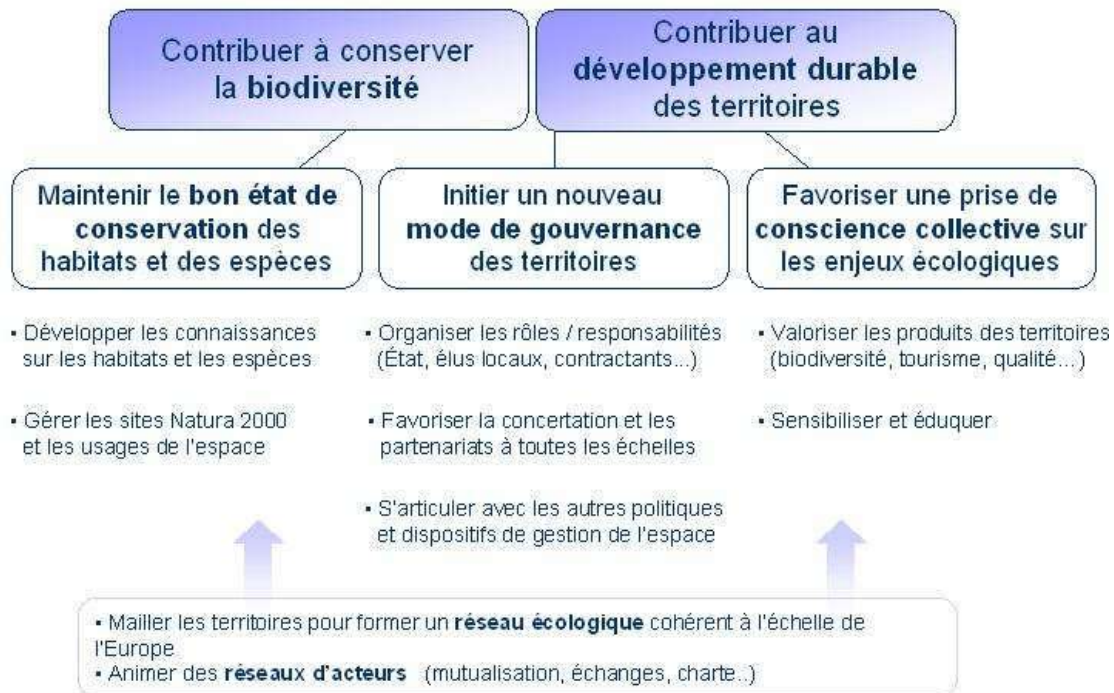 Contribuer à conserver
la biodiversité
Contribuer au
développement durable
des territoires
Maintenir le bon état de
conservation des
habitats et des espèces
Initier un nouveau
mode de gouvernance
des territoires
Favoriser une prise de
conscience collective sur
les enjeux écologiques
▪ Développer les connaissances
sur les habitats et les espèces
▪ Gérer les sites Natura 2000
et les usages de l'espace
▪ Organiser les rôles / responsabilités
(État, élus locaux, contractants...)
▪ Favoriser la concertation et les
partenariats à toutes les échelles
▪ S'articuler avec les autres politiques
et dispositifs de gestion de l'espace
▪ Valoriser les produits des territoires
(biodiversité, tourisme, qualité...)
▪ Sensibiliser et éduquer
▪ Mailler les territoires pour former un réseau écologique cohérent à l'échelle de
l'Europe
▪ Animer des réseaux d'acteurs (mutualisation, échanges, charte..)